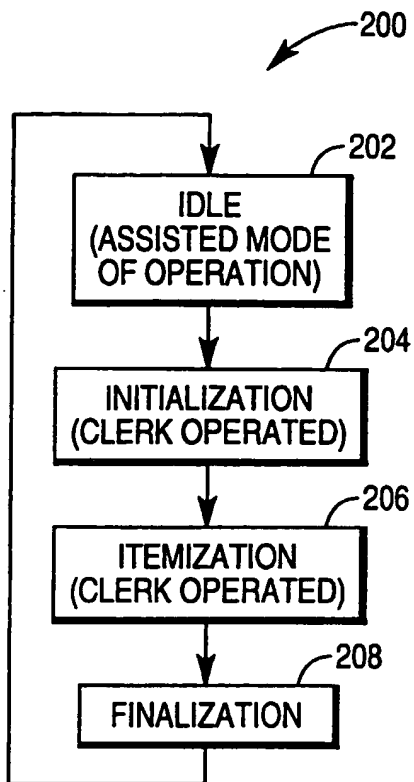 200
202
IDLE
(ASSISTED MODE
OF OPERATION)
204
INITIALIZATION
(CLERK OPERATED)
206
ITEMIZATION
(CLERK OPERATED)
208
FINALIZATION